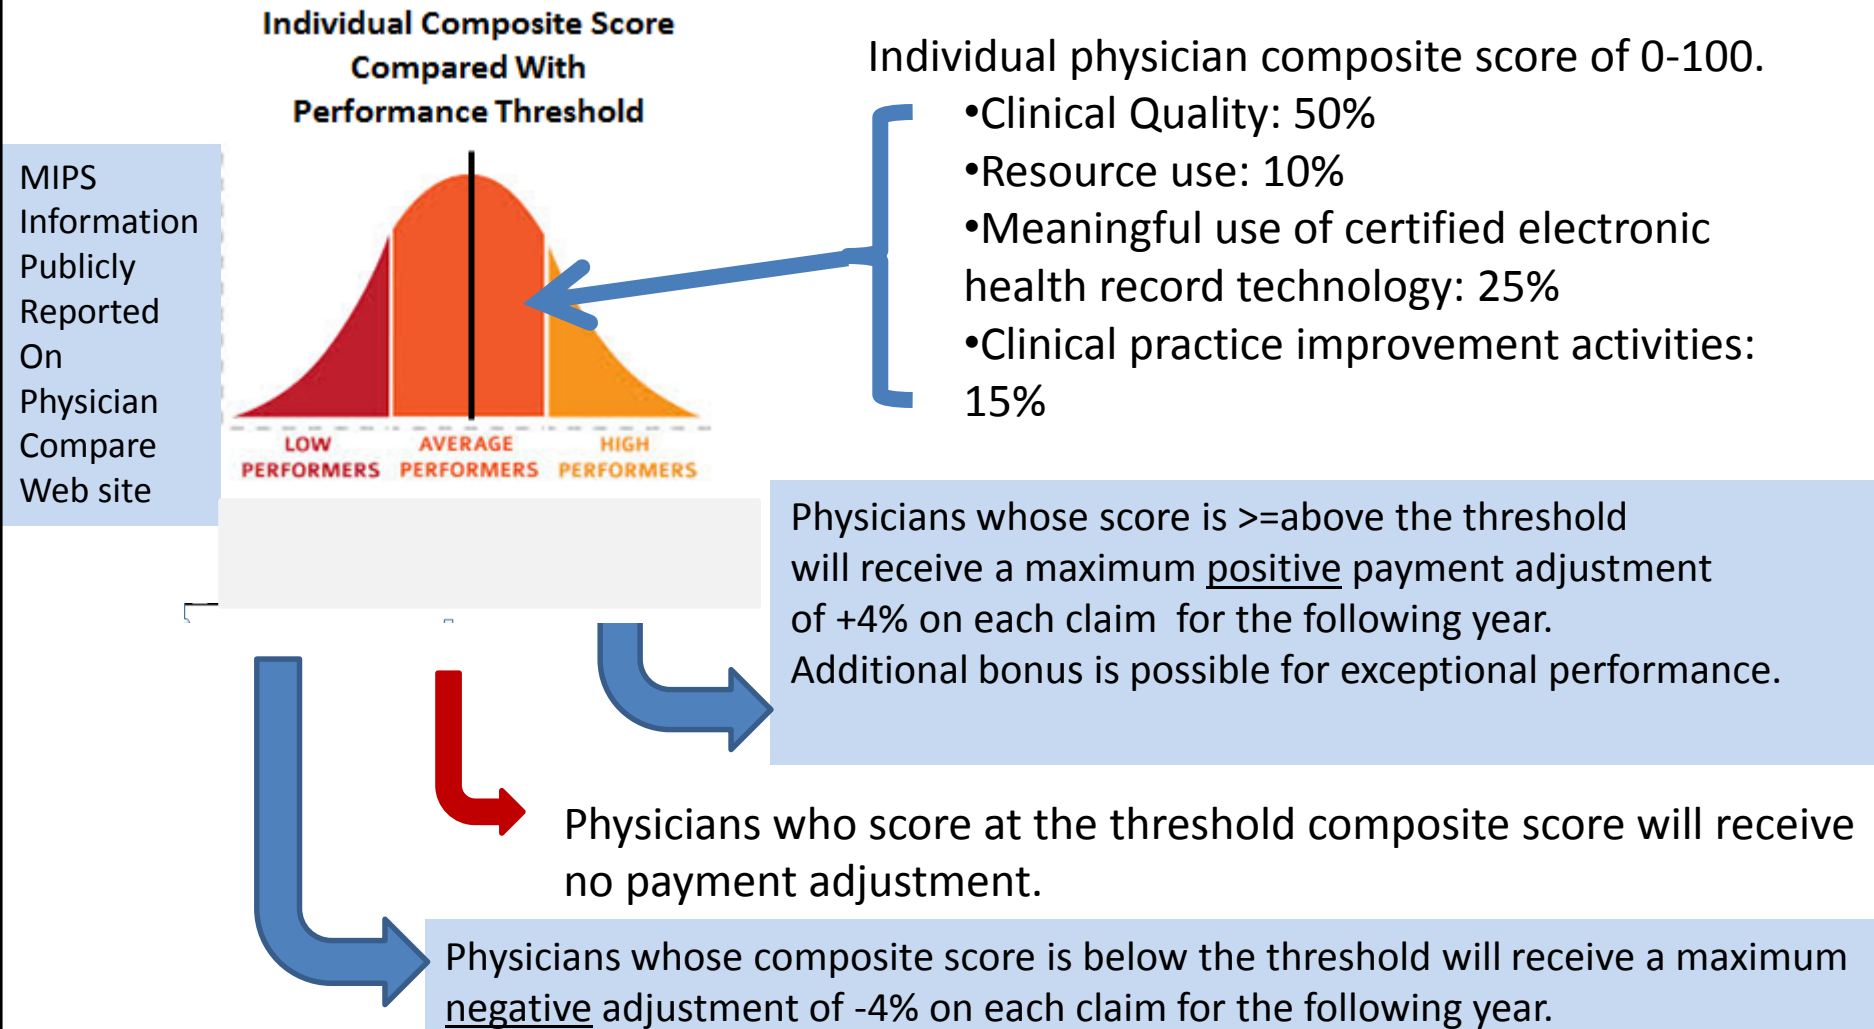 Individual Composite Score
Compared With
Performance Threshold
MIPS
Information
Publicly
Reported
On
Physician
Compare
Web site
LOW
PERFORMERS
AVERAGE
PERFORMERS
HIGH
PERFORMERS
Individual physician composite score of 0-100.
•Clinical Quality: 50%
•Resource use: 10%
•Meaningful use of certified electronic
health record technology: 25%
•Clinical practice improvement activities:
15%
Physicians whose score is >=above the threshold
will receive a maximum positive payment adjustment
of +4% on each claim for the following year.
Additional bonus is possible for exceptional performance.
Physicians who score at the threshold composite score will receive
no payment adjustment.
Physicians whose composite score is below the threshold will receive a maximum
negative adjustment of -4% on each claim for the following year.